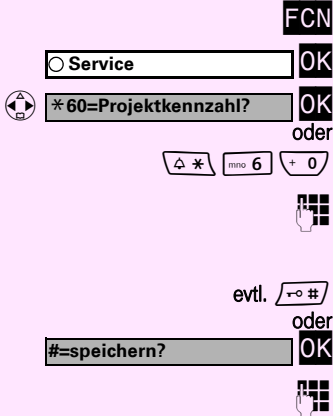 FCN
Service OK
*60=Projektkennzahl? OK
oder
* mno 6 + 0
evtl. #
oder
#=speichern? OK